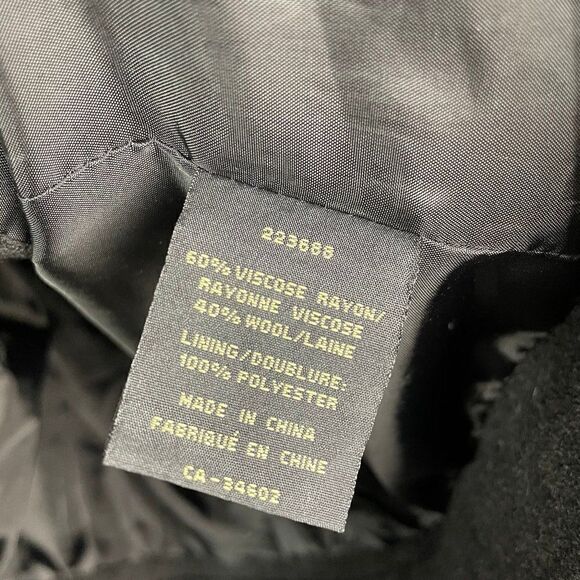 223668
60% VISCOSE RAYON/
RAYONNE VISCOSE
40% WOOL/LAINE
LINING/DOUBLURE:
100% POLYESTER
MADE IN CHINA
FABRIQUÉ EN CHINE
CA-34602